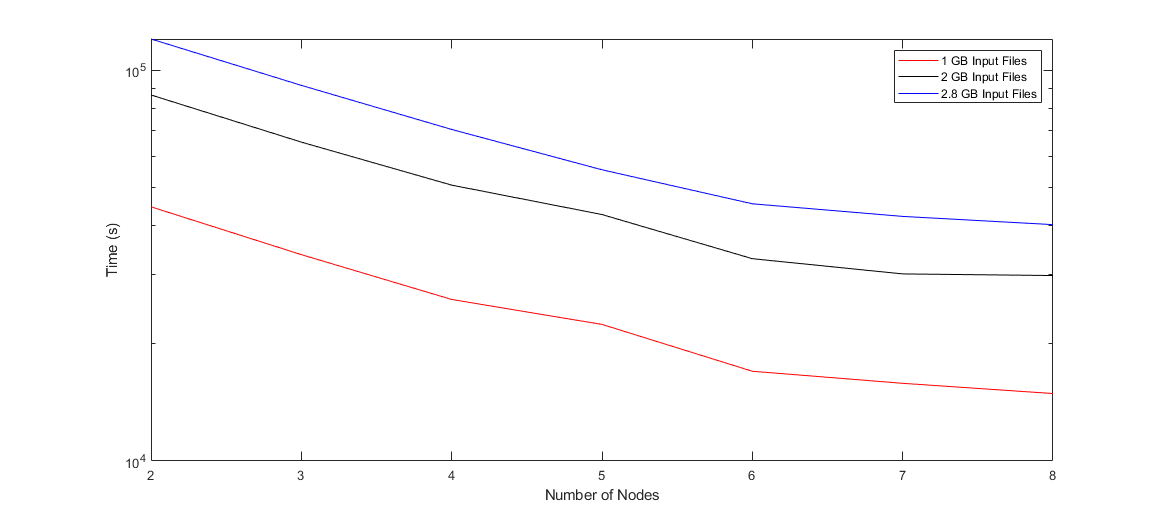 10^5
10^4
Time (s)
1 GB Input Files
2 GB Input Files
2.8 GB Input Files
2 3 4 5 6 7 8
Number of Nodes